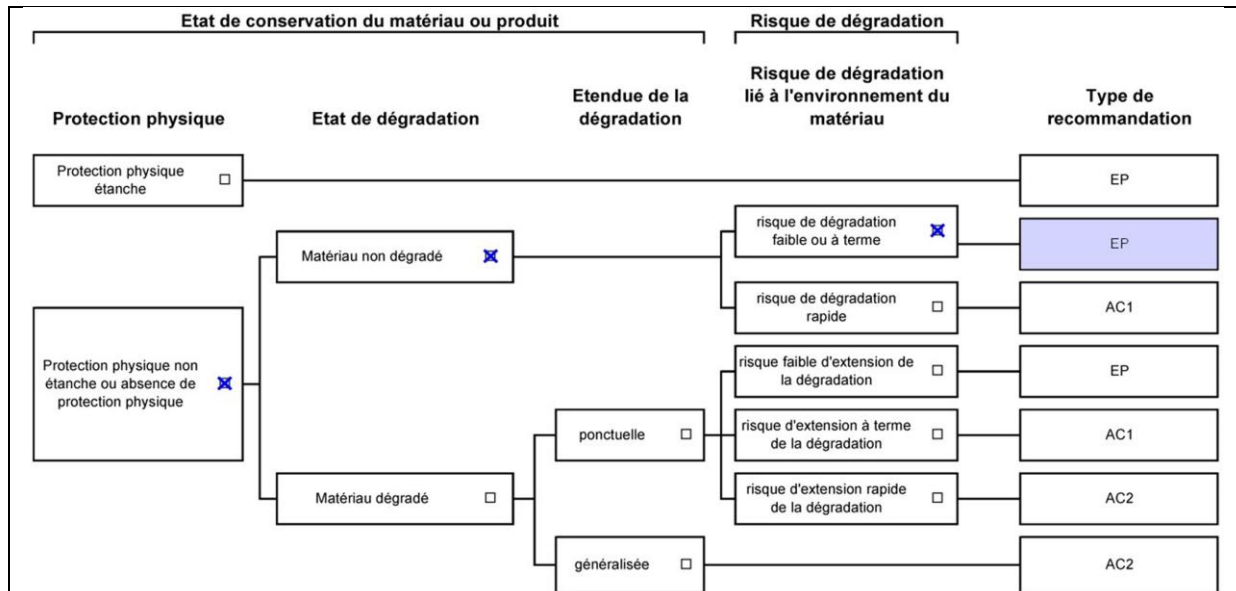 Etat de conservation du matériau ou produit
Risque de dégradation
Protection physique
Etat de dégradation
Etendue de la
dégradation
Risque de dégradation
lié à l'environnement du
matériau
Type de
recommandation
Protection physique
étanche
EP
Protection physique non
étanche ou absence de
protection physique
Matériau non dégradé
risque de dégradation
faible ou à terme
EP
risque de dégradation
rapide
AC1
Matériau dégradé
ponctuelle
risque faible d'extension de
la dégradation
EP
risque d'extension à terme
de la dégradation
AC1
risque d'extension rapide
de la dégradation
AC2
généralisée
AC2